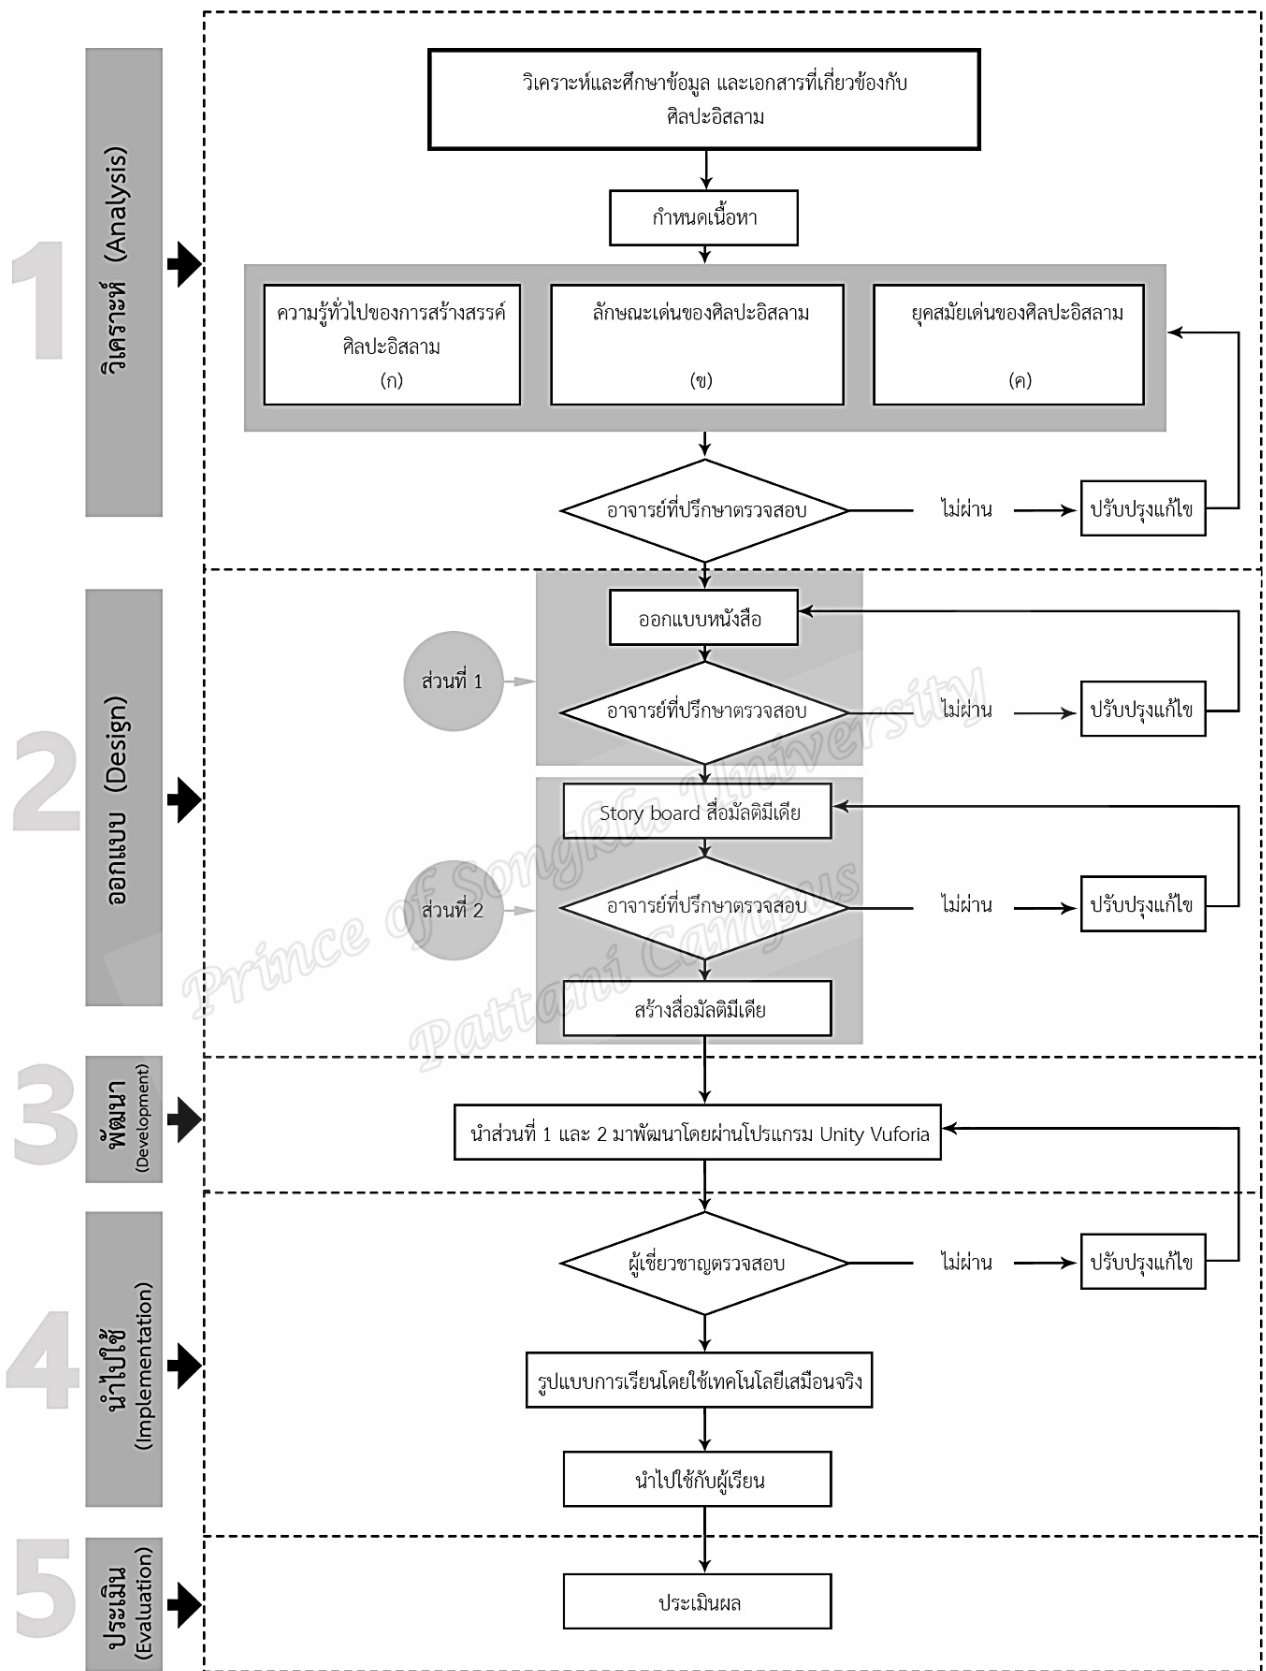 1
วิเคราะห์ (Analysis)
วิเคราะห์และศึกษาข้อมูล และเอกสารที่เกี่ยวข้องกับ
ศิลปะอิสลาม
กำหนดเนื้อหา
ความรู้ทั่วไปของการสร้างสรรค์
ศิลปะอิสลาม
(ก)
ลักษณะเด่นของศิลปะอิสลาม
(ข)
ยุคสมัยเด่นของศิลปะอิสลาม
(ค)
อาจารย์ที่ปรึกษาตรวจสอบ
ไม่ผ่าน
ปรับปรุงแก้ไข
2
ออกแบบ (Design)
ออกแบบหนังสือ
ส่วนที่ 1
อาจารย์ที่ปรึกษาตรวจสอบ
ไม่ผ่าน
ปรับปรุงแก้ไข
Story board สื่อมัลติมีเดีย
ส่วนที่ 2
อาจารย์ที่ปรึกษาตรวจสอบ
ไม่ผ่าน
ปรับปรุงแก้ไข
สร้างสื่อมัลติมีเดีย
Prince of Songkla University
Pattani Campus
3
พัฒนา
(Development)
นำส่วนที่ 1 และ 2 มาพัฒนาโดยผ่านโปรแกรม Unity Vuforia
4
นำไปใช้
(Implementation)
ผู้เชี่ยวชาญตรวจสอบ
ไม่ผ่าน
ปรับปรุงแก้ไข
รูปแบบการเรียนโดยใช้เทคโนโลยีเสมือนจริง
นำไปใช้กับผู้เรียน
5
ประเมิน
(Evaluation)
ประเมินผล